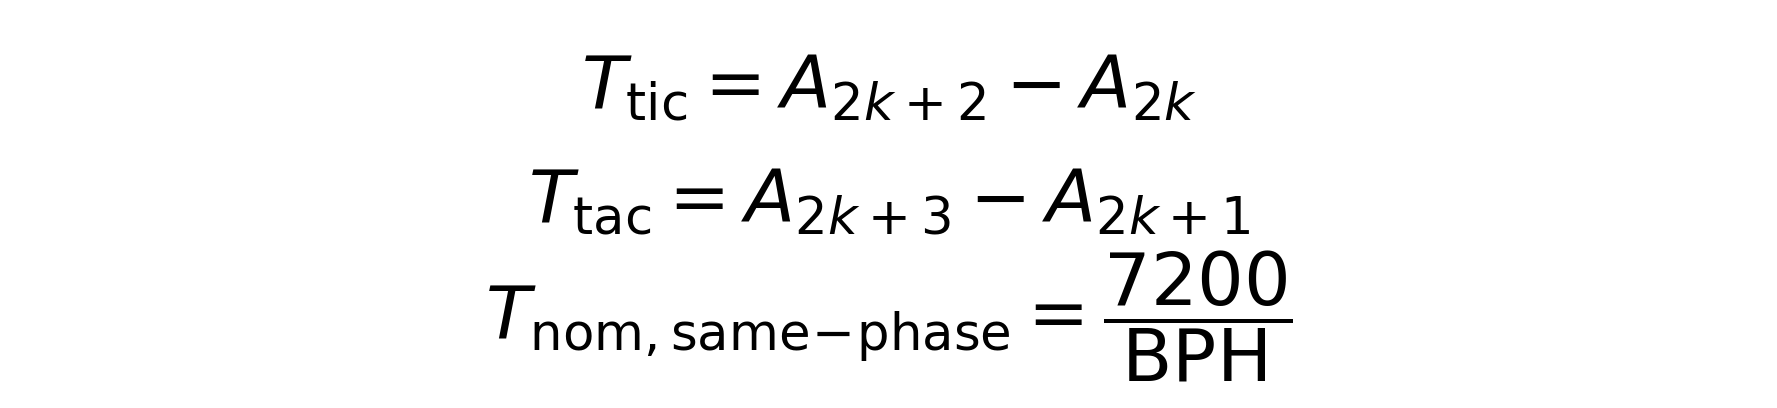 T_tic = A_{2k+2} − A_{2k}
T_tac = A_{2k+3} − A_{2k+1}
T_{nom, same−phase} = 7200/BPH